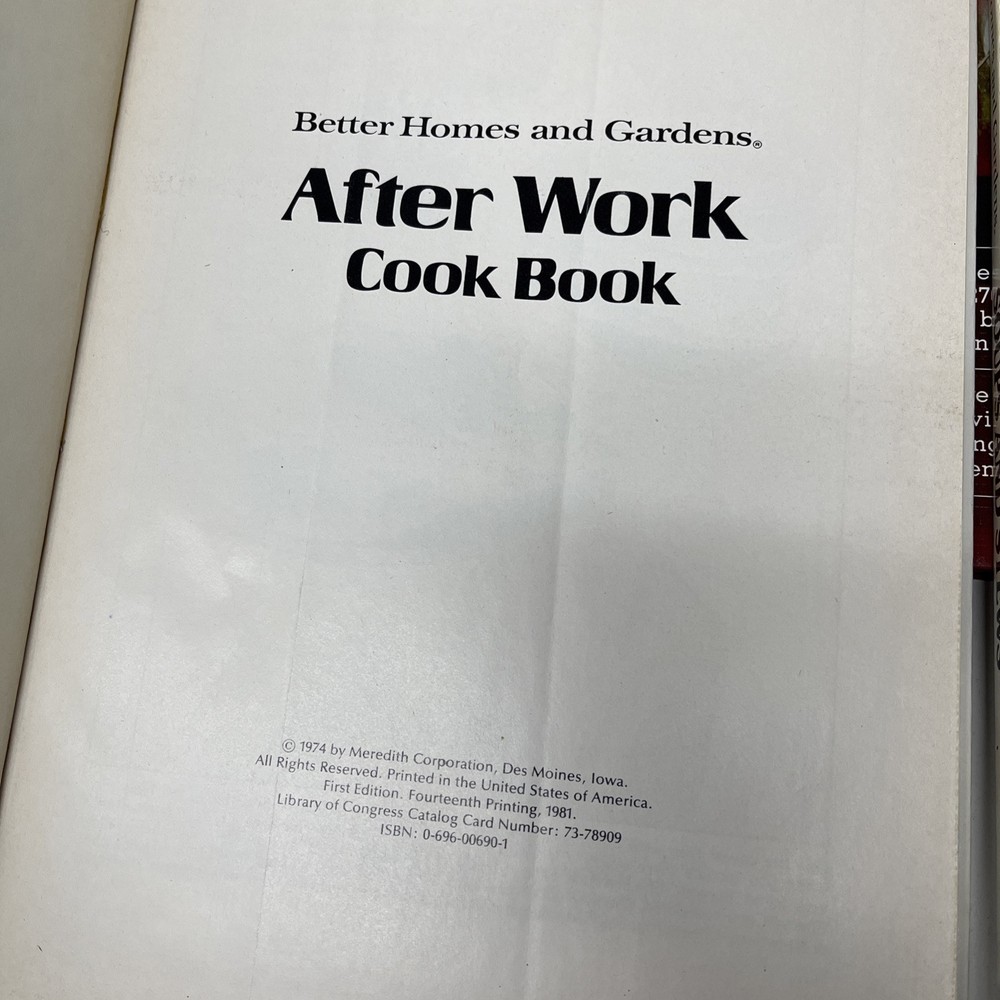 Better Homes and Gardens®
After Work
Cook Book
© 1974 by Meredith Corporation, Des Moines, Iowa.
All Rights Reserved. Printed in the United States of America.
First Edition. Fourteenth Printing, 1981.
Library of Congress Catalog Card Number: 73-78909
ISBN: 0-696-00690-1